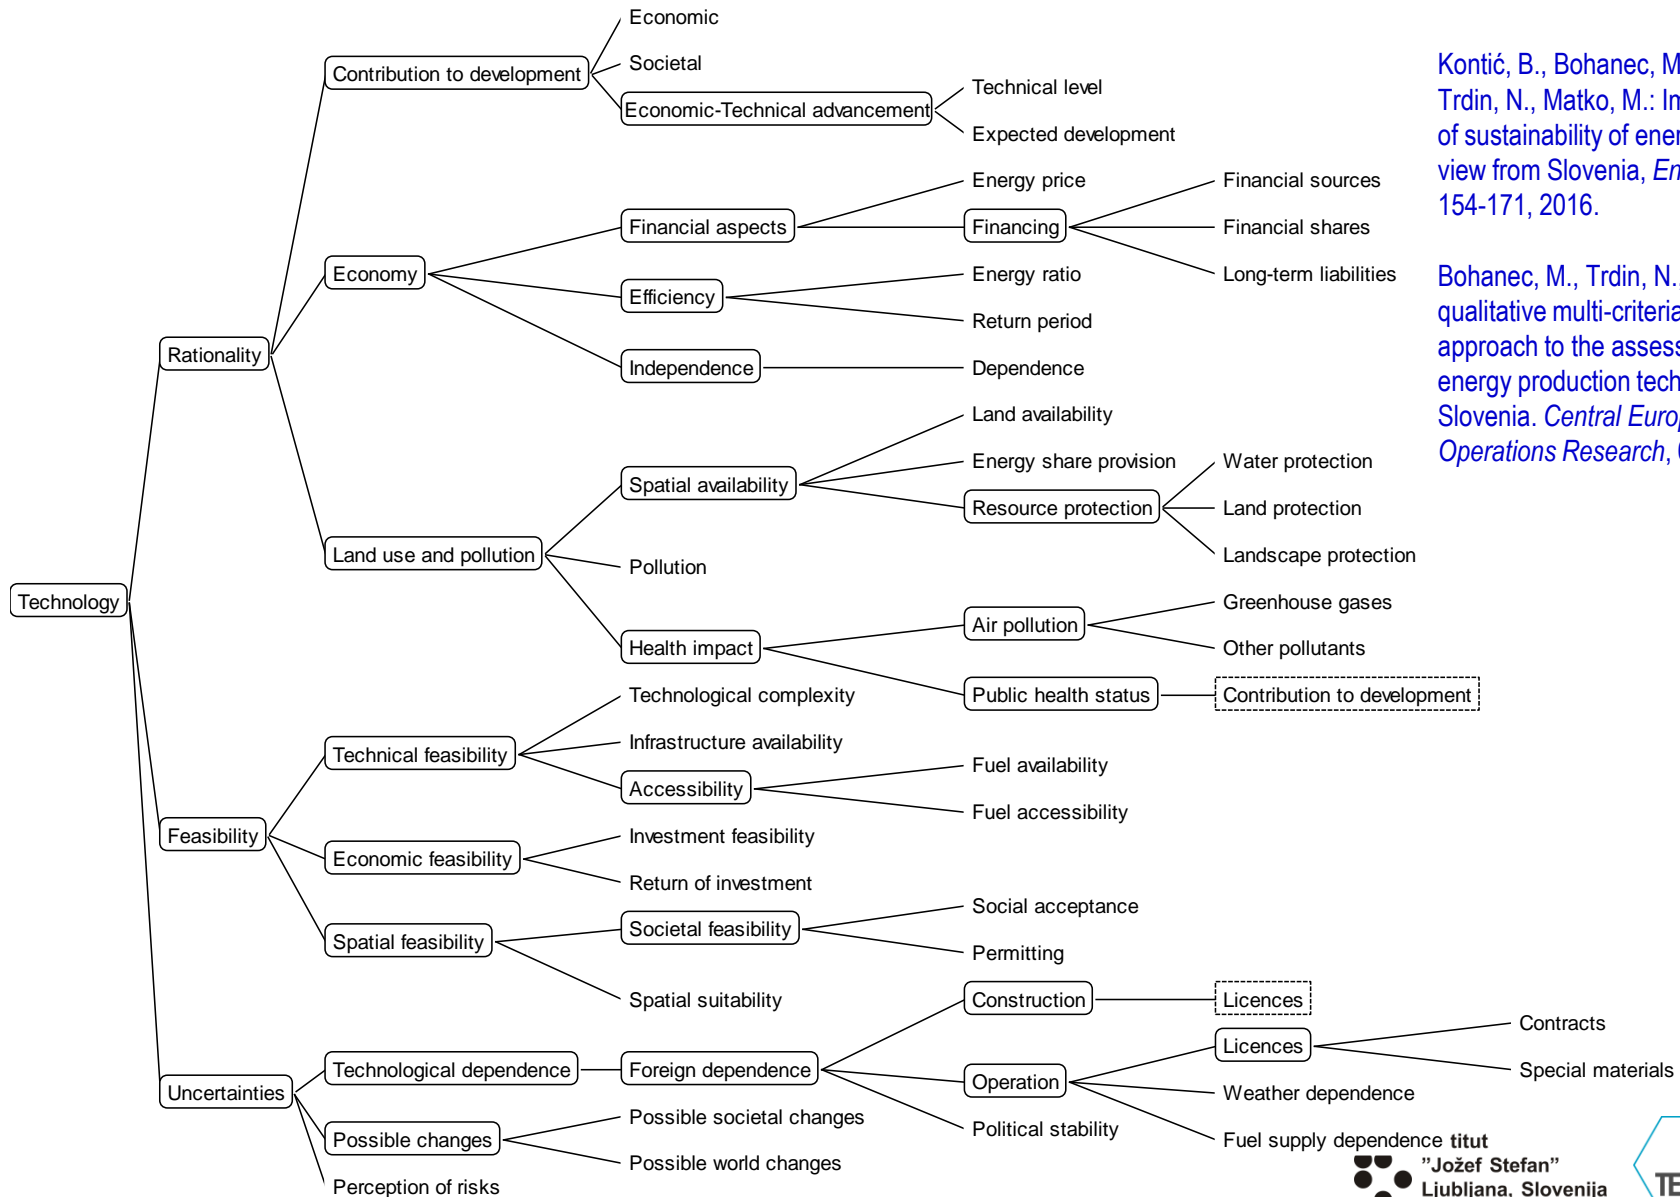 Economic
Contribution to development
Societal
Economic-Technical advancement
Technical level
Expected development
Energy price
Financial sources
Financial aspects
Financing
Financial shares
Economy
Energy ratio
Long-term liabilities
Efficiency
Return period
Rationality
Independence
Dependence
Land availability
Spatial availability
Energy share provision
Water protection
Resource protection
Land protection
Land use and pollution
Landscape protection
Pollution
Technology
Greenhouse gases
Air pollution
Health impact
Other pollutants
Public health status
Contribution to development
Technological complexity
Technical feasibility
Infrastructure availability
Accessibility
Fuel availability
Fuel accessibility
Feasibility
Investment feasibility
Economic feasibility
Return of investment
Spatial feasibility
Societal feasibility
Social acceptance
Permitting
Spatial suitability
Construction
Licences
Contracts
Licences
Technological dependence
Foreign dependence
Operation
Special materials
Uncertainties
Weather dependence
Possible societal changes
Possible changes
Political stability
Fuel supply dependence
Possible world changes
Perception of risks
Kontić, B., Bohanec, M
Trdin, N., Matko, M.:
of sustainability of
view from Slovenia,
154-171, 2016.
Bohanec, M., Trdin, N.
qualitative multi-criteria
approach to the
energy production
Slovenia. Central
Operations Research,
titut
"Jožef Stefan"
Ljubljana, Slovenija